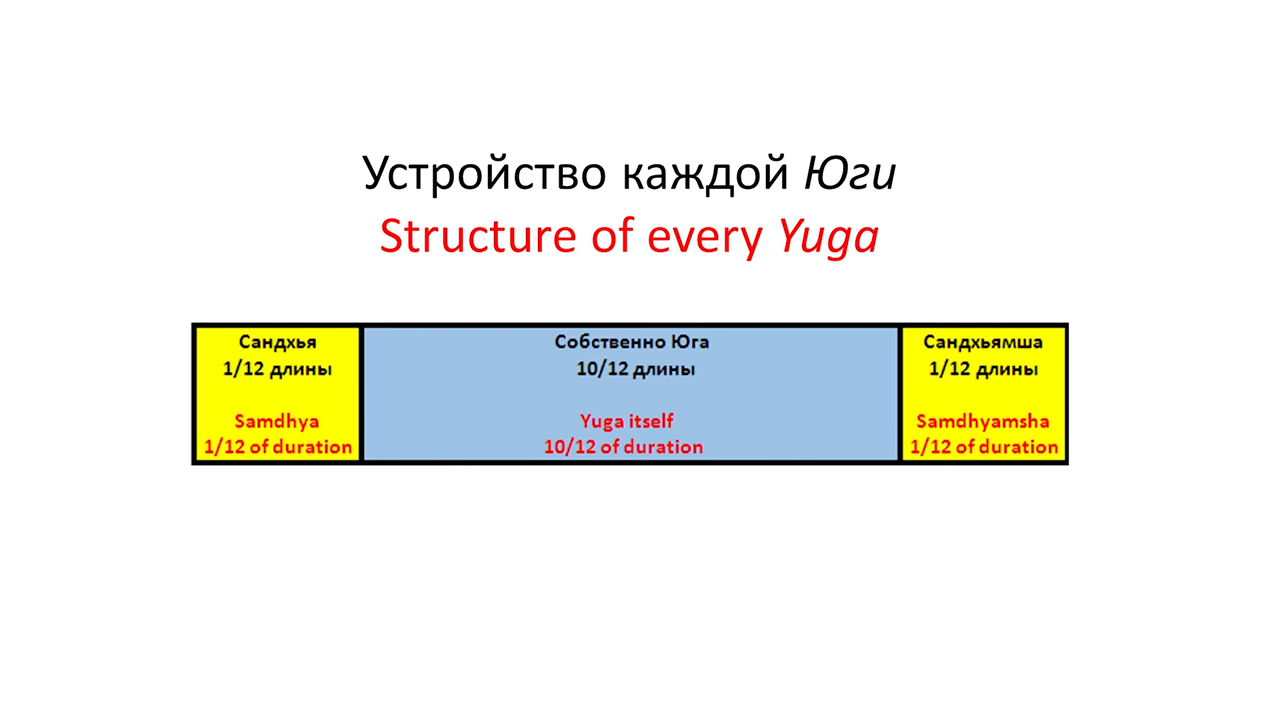 Устройство каждой Юги
Structure of every Yuga
Сандхья
1/12 длины
Samdhya
1/12 of duration
Собственно Юга
10/12 длины
Yuga itself
10/12 of duration
Сандхьямша
1/12 длины
Samdhyamsha
1/12 of duration